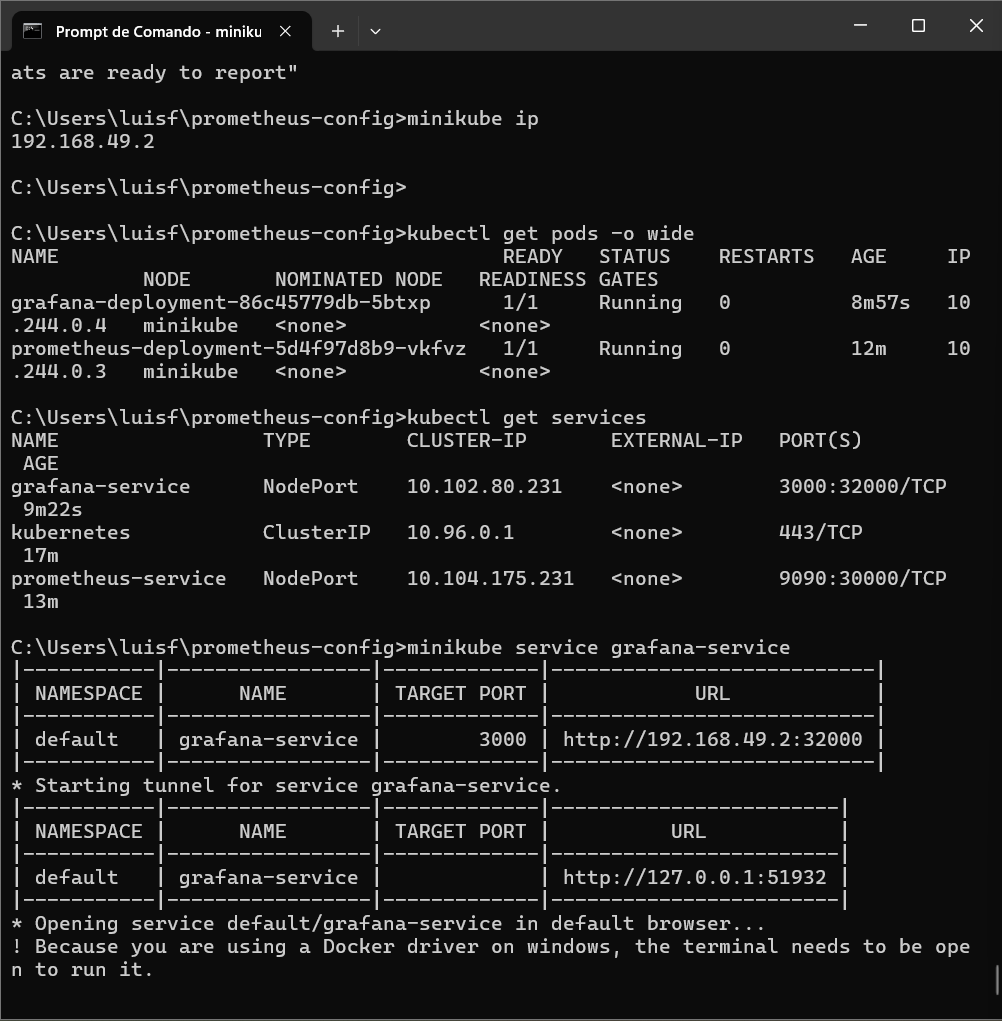 Prompt de Comando - miniku
ats are ready to report"
C:\Users\luisf\prometheus-config>minikube ip
192.168.49.2
C:\Users\luisf\prometheus-config>
C:\Users\luisf\prometheus-config>kubectl get pods -o wide
NAME                                     READY   STATUS    RESTARTS   AGE     IP
           NODE       NOMINATED NODE   READINESS GATES
grafana-deployment-86c45779db-5btxp      1/1     Running   0          8m57s   10
.244.0.4   minikube   <none>           <none>
prometheus-deployment-5d4f97d8b9-vkfvz   1/1     Running   0          12m     10
.244.0.3   minikube   <none>           <none>
C:\Users\luisf\prometheus-config>kubectl get services
NAME                 TYPE        CLUSTER-IP       EXTERNAL-IP   PORT(S)
 AGE
grafana-service      NodePort    10.102.80.231    <none>        3000:32000/TCP
 9m22s
kubernetes           ClusterIP   10.96.0.1        <none>        443/TCP
 17m
prometheus-service   NodePort    10.104.175.231   <none>        9090:30000/TCP
 13m
C:\Users\luisf\prometheus-config>minikube service grafana-service
|-----------|-----------------|-------------|---------------------------|
| NAMESPACE |      NAME       | TARGET PORT |            URL            |
|-----------|-----------------|-------------|---------------------------|
| default   | grafana-service |        3000 | http://192.168.49.2:32000 |
|-----------|-----------------|-------------|---------------------------|
* Starting tunnel for service grafana-service.
|-----------|-----------------|-------------|------------------------|
| NAMESPACE |      NAME       | TARGET PORT |          URL           |
|-----------|-----------------|-------------|------------------------|
| default   | grafana-service |             | http://127.0.0.1:51932 |
|-----------|-----------------|-------------|------------------------|
* Opening service default/grafana-service in default browser...
! Because you are using a Docker driver on windows, the terminal needs to be ope
n to run it.